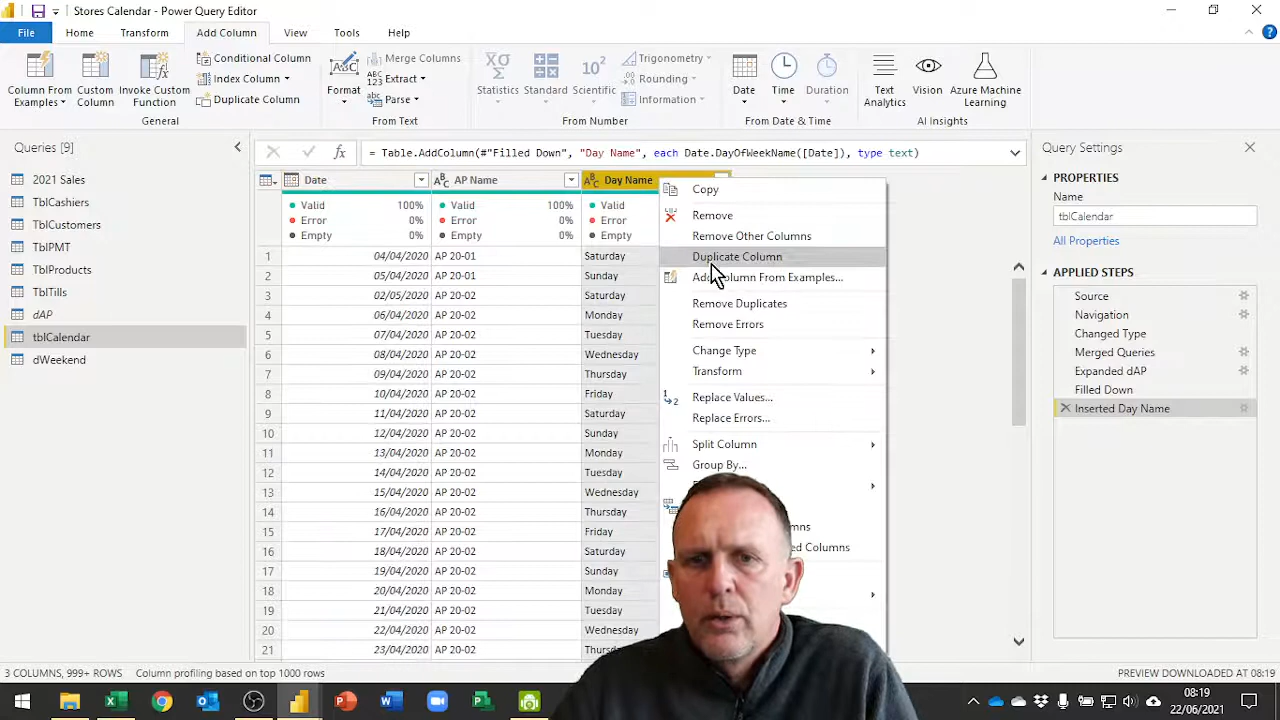 Stores Calendar - Power Query Editor
File Home Transform Add Column View Tools Help
Column From Examples
Custom Column
Invoke Custom Function
Conditional Column
Index Column
Duplicate Column
General
Format
Merge Columns
Extract
Parse
From Text
Statistics
Standard
Scientific
Trigonometry
Rounding
Information
From Number
Date
Time
Duration
From Date & Time
Text Analytics
Vision
Azure Machine Learning
AI Insights
Queries [9]
2021 Sales
TblCashiers
TblCustomers
TblPMT
TblProducts
TblTills
dAP
tblCalendar
dWeekend
= Table.AddColumn(#"Filled Down", "Day Name", each Date.DayOfWeekName([Date]), type text)
Date AP Name Day Name
Valid 100% Valid 100% Valid
Error 0% Error 0% Error
Empty 0% Empty 0% Empty
1 04/04/2020 AP 20-01 Saturday
2 05/04/2020 AP 20-01 Sunday
3 02/05/2020 AP 20-02 Saturday
4 06/04/2020 AP 20-02 Monday
5 07/04/2020 AP 20-02 Tuesday
6 08/04/2020 AP 20-02 Wednesday
7 09/04/2020 AP 20-02 Thursday
8 10/04/2020 AP 20-02 Friday
9 11/04/2020 AP 20-02 Saturday
10 12/04/2020 AP 20-02 Sunday
11 13/04/2020 AP 20-02 Monday
12 14/04/2020 AP 20-02 Tuesday
13 15/04/2020 AP 20-02 Wednesday
14 16/04/2020 AP 20-02 Thursday
15 17/04/2020 AP 20-02 Friday
16 18/04/2020 AP 20-02 Saturday
17 19/04/2020 AP 20-02 Sunday
18 20/04/2020 AP 20-02 Monday
19 21/04/2020 AP 20-02 Tuesday
20 22/04/2020 AP 20-02 Wednesday
21 23/04/2020 AP 20-02
Copy
Remove
Remove Other Columns
Duplicate Column
Add Column From Examples...
Remove Duplicates
Remove Errors
Change Type
Transform
Replace Values...
Replace Errors...
Split Column
Group By...
Columns
Query Settings
PROPERTIES
Name
tblCalendar
All Properties
APPLIED STEPS
Source
Navigation
Changed Type
Merged Queries
Expanded dAP
Filled Down
Inserted Day Name
3 COLUMNS, 999+ ROWS Column profiling based on top 1000 rows
PREVIEW DOWNLOADED AT 08:19
08:19
22/06/2021